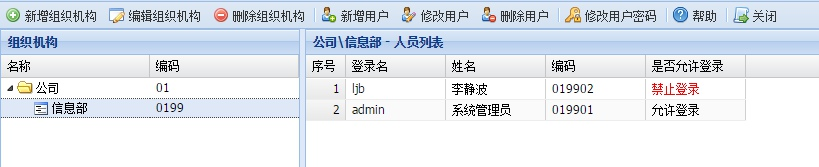 新增组织机构 编辑组织机构 删除组织机构 新增用户 修改用户 删除用户 修改用户密码 帮助 关闭
组织机构
名称 编码
公司 01
信息部 0199
公司\信息部 - 人员列表
序号 登录名 姓名 编码 是否允许登录
1 ljb 李静波 019902 禁止登录
2 admin 系统管理员 019901 允许登录